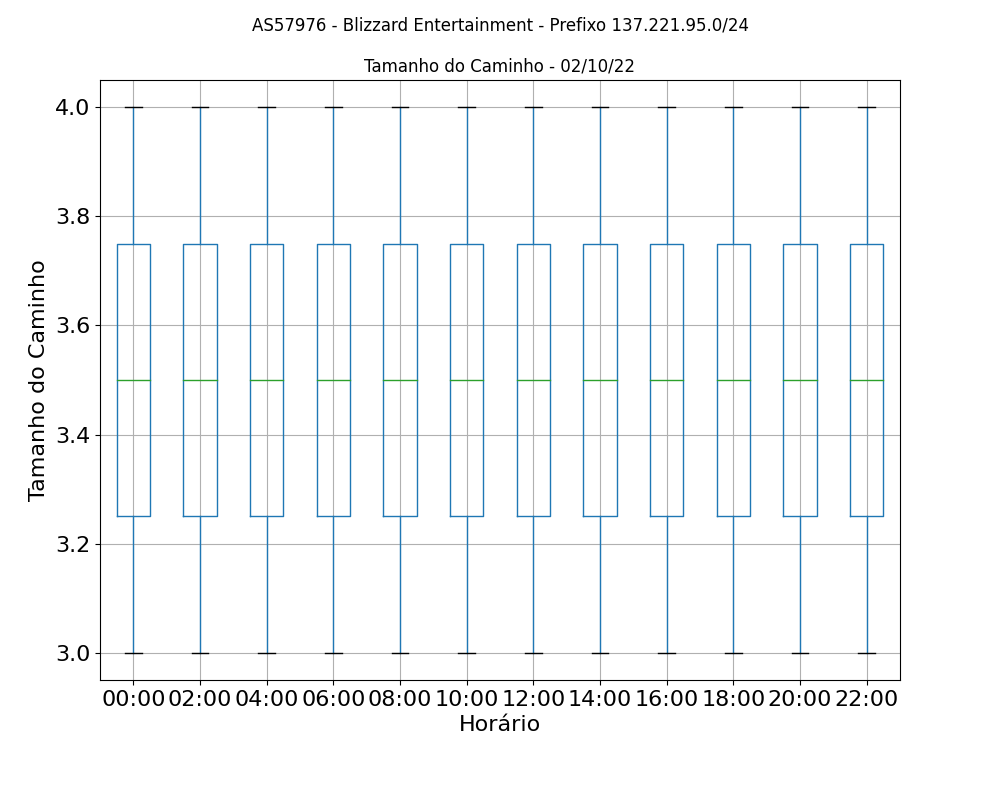 AS57976 - Blizzard Entertainment - Prefixo 137.221.95.0/24
Tamanho do Caminho - 02/10/22
4.0
3.8
3.6
3.4
3.2
3.0
Tamanho do Caminho
00:00 02:00 04:00 06:00 08:00 10:00 12:00 14:00 16:00 18:00 20:00 22:00
Horário